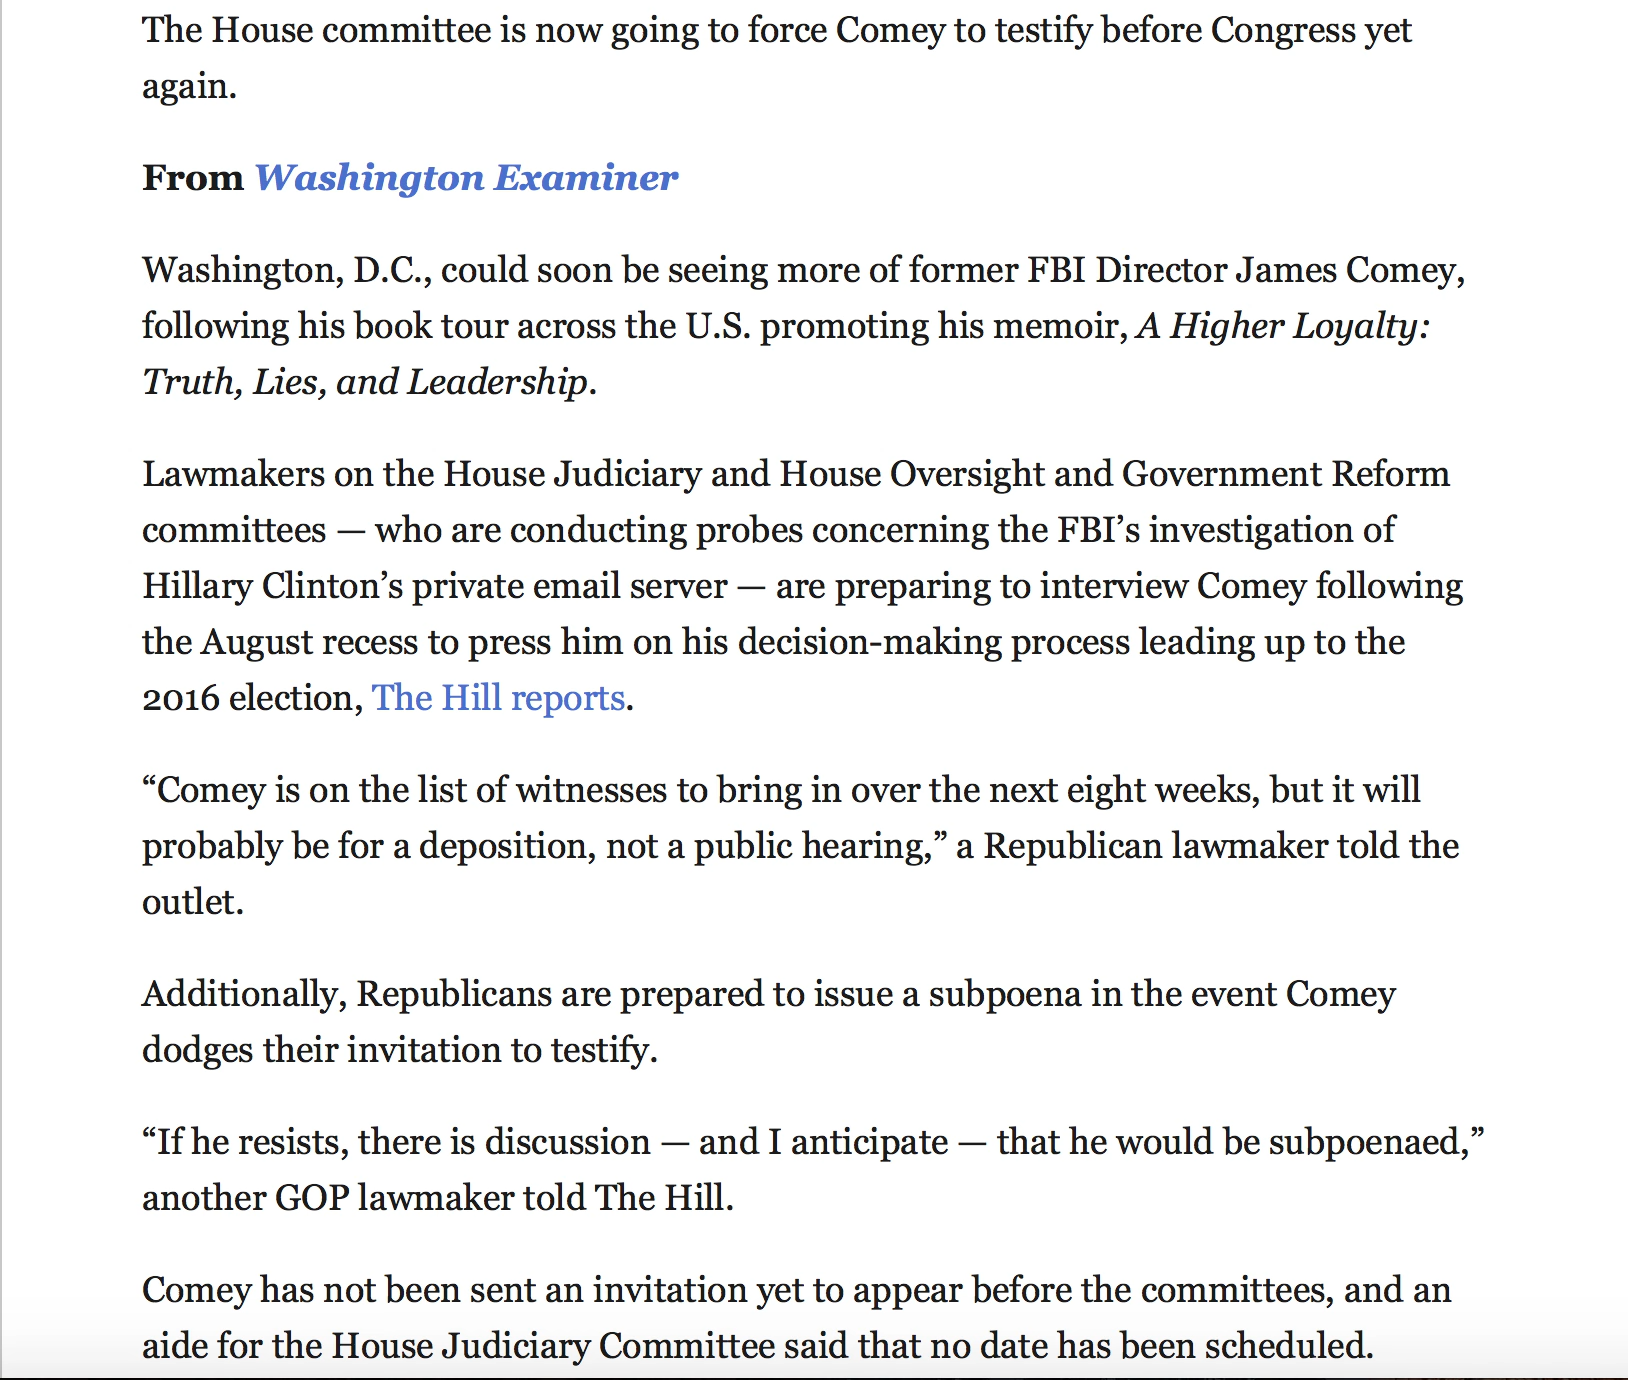 The House committee is now going to force Comey to testify before Congress yet
again.
From Washington Examiner
Washington, D.C., could soon be seeing more of former FBI Director James Comey,
following his book tour across the U.S. promoting his memoir, A Higher Loyalty:
Truth, Lies, and Leadership.
Lawmakers on the House Judiciary and House Oversight and Government Reform
committees — who are conducting probes concerning the FBI’s investigation of
Hillary Clinton’s private email server — are preparing to interview Comey following
the August recess to press him on his decision-making process leading up to the
2016 election, The Hill reports.
“Comey is on the list of witnesses to bring in over the next eight weeks, but it will
probably be for a deposition, not a public hearing,” a Republican lawmaker told the
outlet.
Additionally, Republicans are prepared to issue a subpoena in the event Comey
dodges their invitation to testify.
“If he resists, there is discussion — and I anticipate — that he would be subpoenaed,”
another GOP lawmaker told The Hill.
Comey has not been sent an invitation yet to appear before the committees, and an
aide for the House Judiciary Committee said that no date has been scheduled.